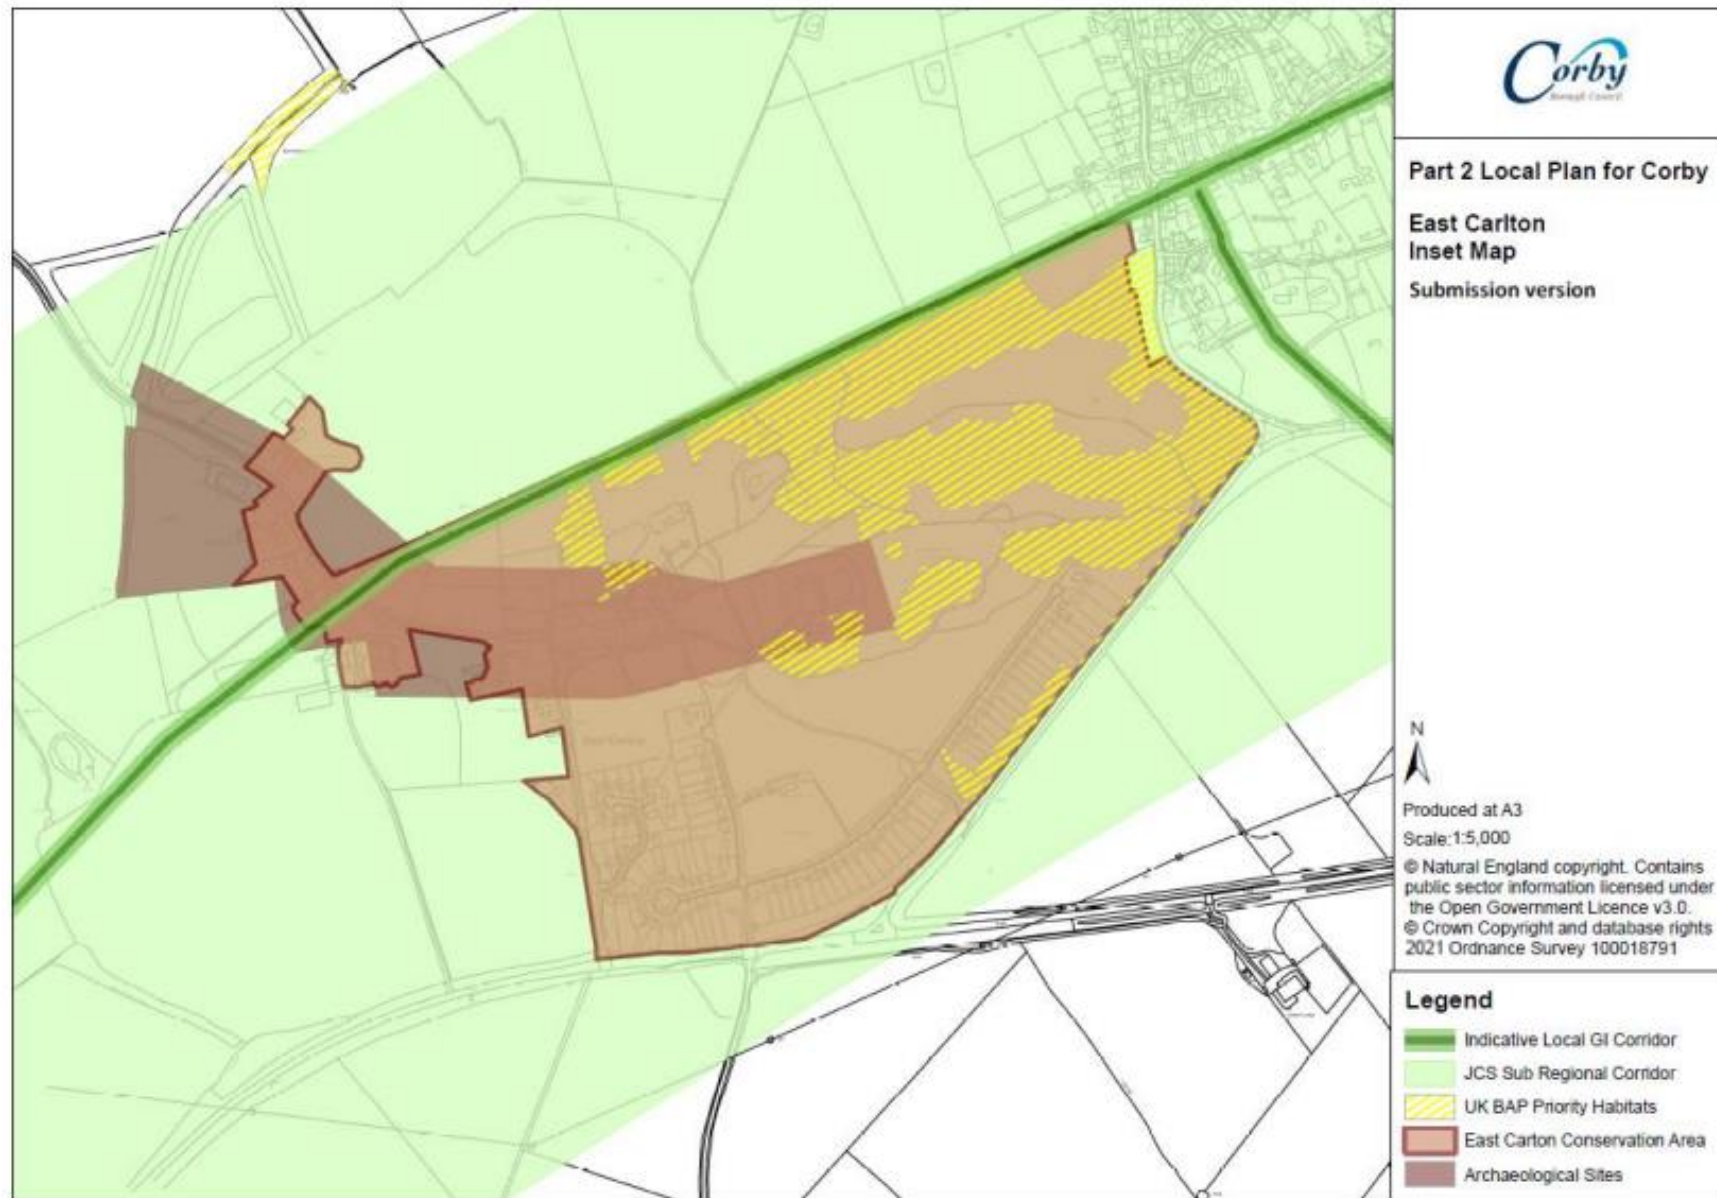 Corby
Borough Council
Part 2 Local Plan for Corby
East Carlton
Inset Map
Submission version
N
Produced at A3
Scale:1:5,000
© Natural England copyright. Contains
public sector information licensed under
the Open Government Licence v3.0.
© Crown Copyright and database rights
2021 Ordnance Survey 100018791
Legend
Indicative Local GI Corridor
JCS Sub Regional Corridor
UK BAP Priority Habitats
East Carton Conservation Area
Archaeological Sites